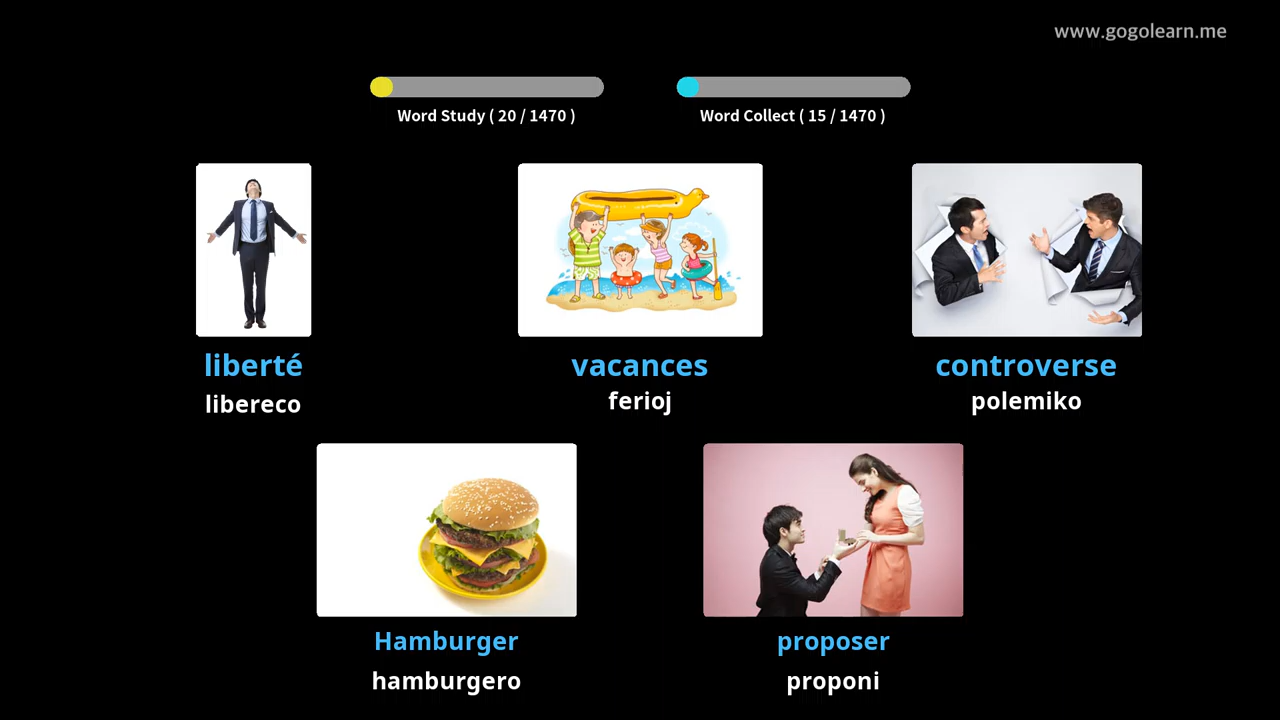 www.gogolearn.me
Word Study ( 20 / 1470 )
Word Collect ( 15 / 1470 )
liberté
libereco
vacances
ferioj
controverse
polemiko
Hamburger
hamburgero
proposer
proponi